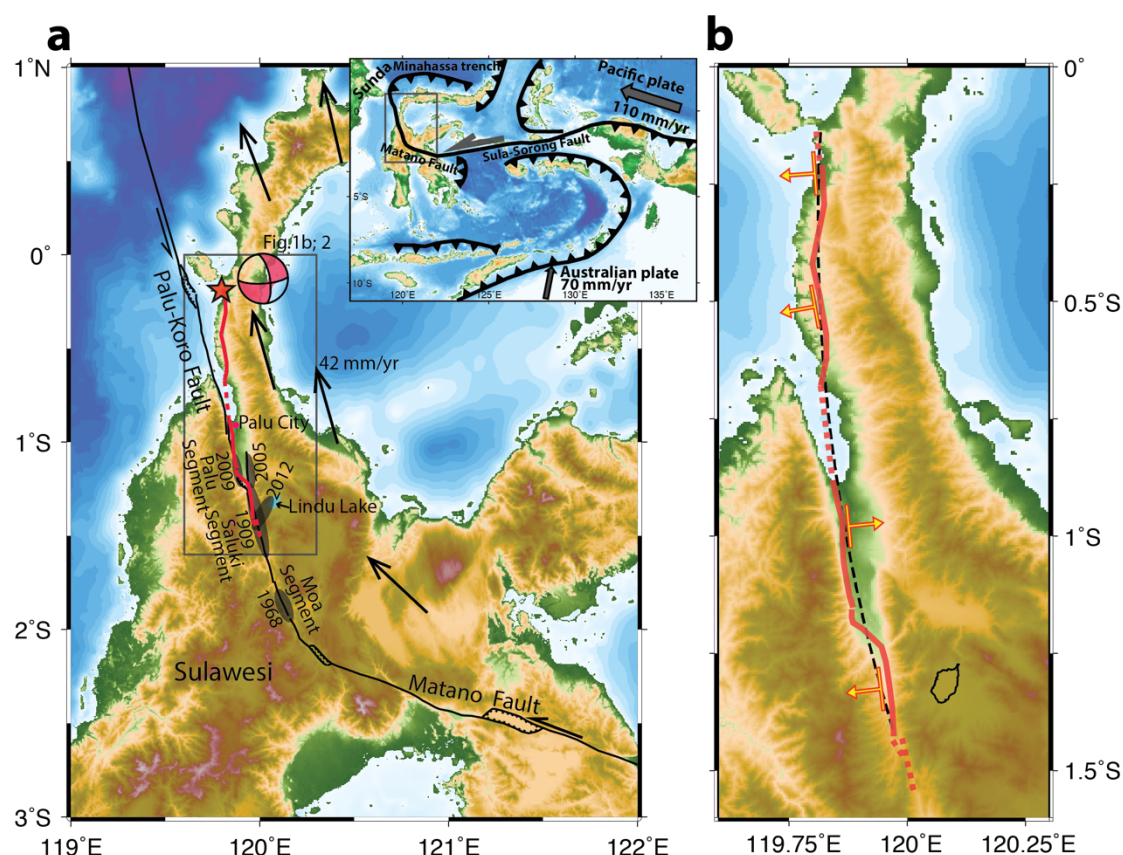 a
b
1°N
0°
1°S
2°S
3°S
119°E
120°E
121°E
122°E
Sunda
Minahassa trench
Pacific plate
110 mm/yr
Matano Fault
Sula-Sorong Fault
5°S
10°S
120°E
125°E
130°E
135°E
Australian plate
70 mm/yr
Fig.1b; 2
Palu-Koro Fault
42 mm/yr
Palu City
2005
2009
Palu
Segment
2012
Lindu Lake
1909
Saluki
Segment
Moa
Segment
1968
Sulawesi
Matano Fault
0°
0.5°S
1°S
1.5°S
119.75°E
120°E
120.25°E